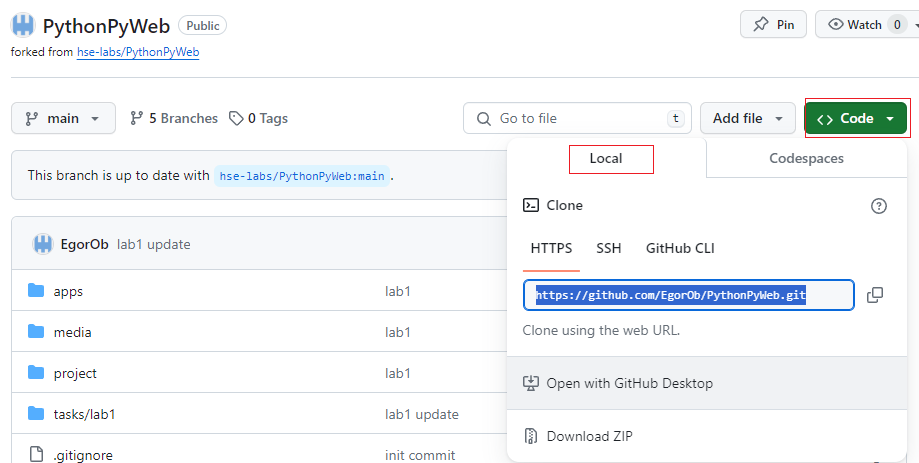 PythonPyWeb Public
Pin
Watch 0
forked from hse-labs/PythonPyWeb
main
5 Branches
0 Tags
Go to file t
Add file
<> Code
This branch is up to date with hse-labs/PythonPyWeb:main .
Local
Codespaces
Clone
HTTPS SSH GitHub CLI
https://github.com/EgorOb/PythonPyWeb.git
Clone using the web URL.
Open with GitHub Desktop
Download ZIP
EgorOb lab1 update
apps lab1
media lab1
project lab1
tasks/lab1 lab1 update
.gitignore init commit